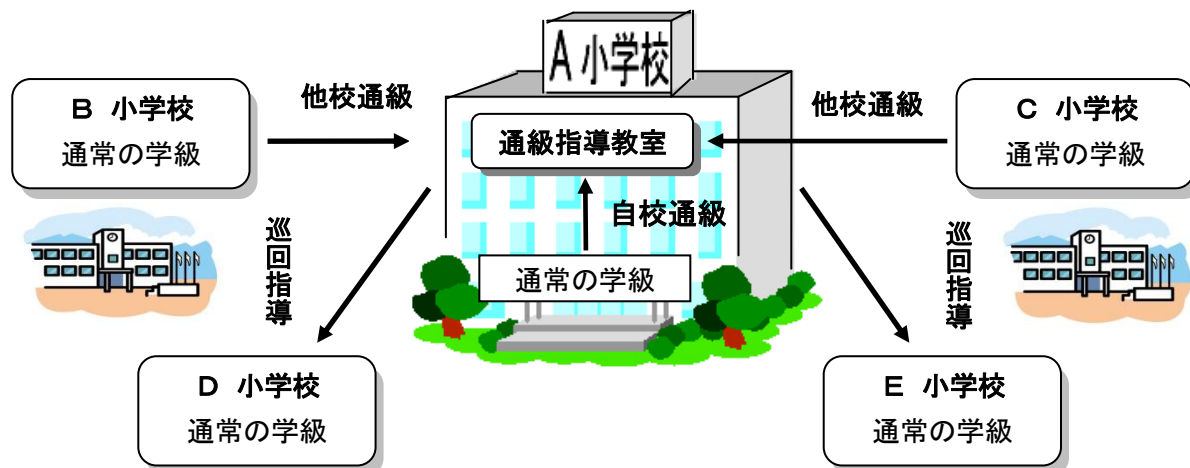 A 小学校
B 小学校
通常の学級
他校通級
通級指導教室
他校通級
C 小学校
通常の学級
自校通級
通常の学級
巡回指導
巡回指導
D 小学校
通常の学級
E 小学校
通常の学級